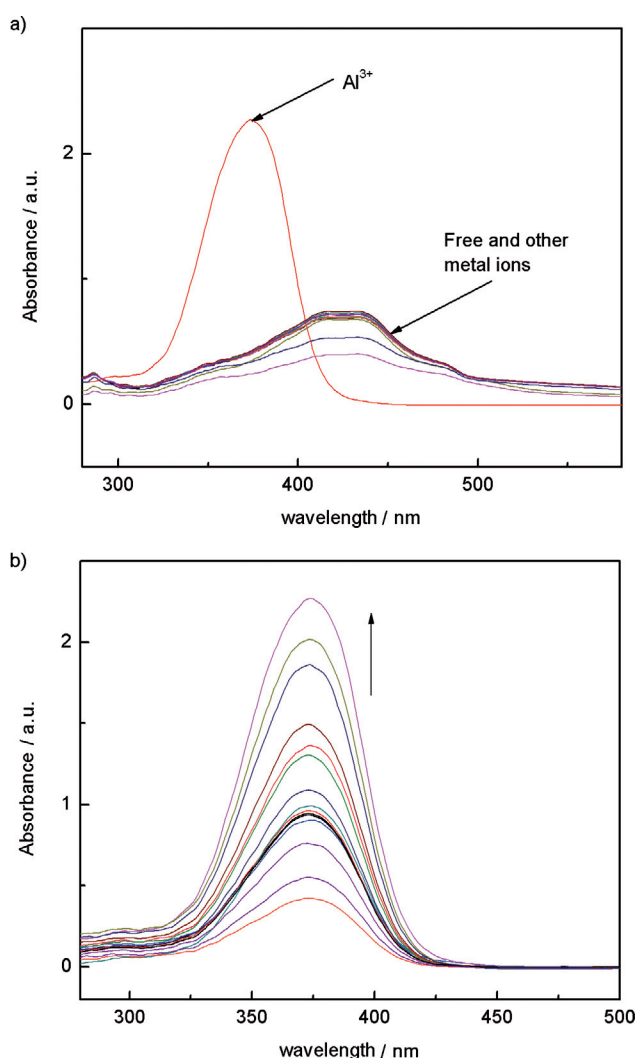 a)
Al³⁺
Free and other
metal ions
Absorbance / a.u.
2
1
0
300
400
500
wavelength / nm
b)
Absorbance / a.u.
2
1
0
300
350
400
450
500
wavelength / nm